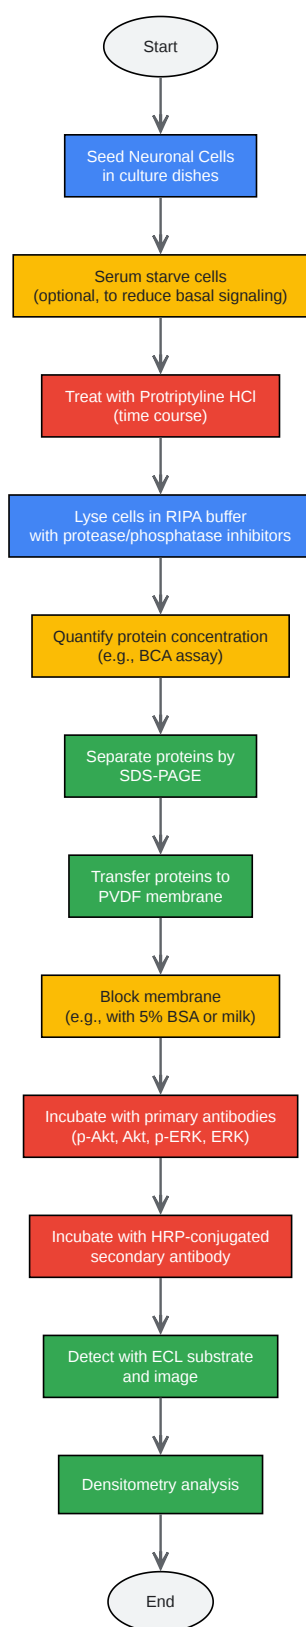 Start
Seed Neuronal Cells
in culture dishes
Serum starve cells
(optional, to reduce basal signaling)
Treat with Protriptyline HCl
(time course)
Lyse cells in RIPA buffer
with protease/phosphatase inhibitors
Quantify protein concentration
(e.g., BCA assay)
Separate proteins by
SDS-PAGE
Transfer proteins to
PVDF membrane
Block membrane
(e.g., with 5% BSA or milk)
Incubate with primary antibodies
(p-Akt, Akt, p-ERK, ERK)
Incubate with HRP-conjugated
secondary antibody
Detect with ECL substrate
and image
Densitometry analysis
End